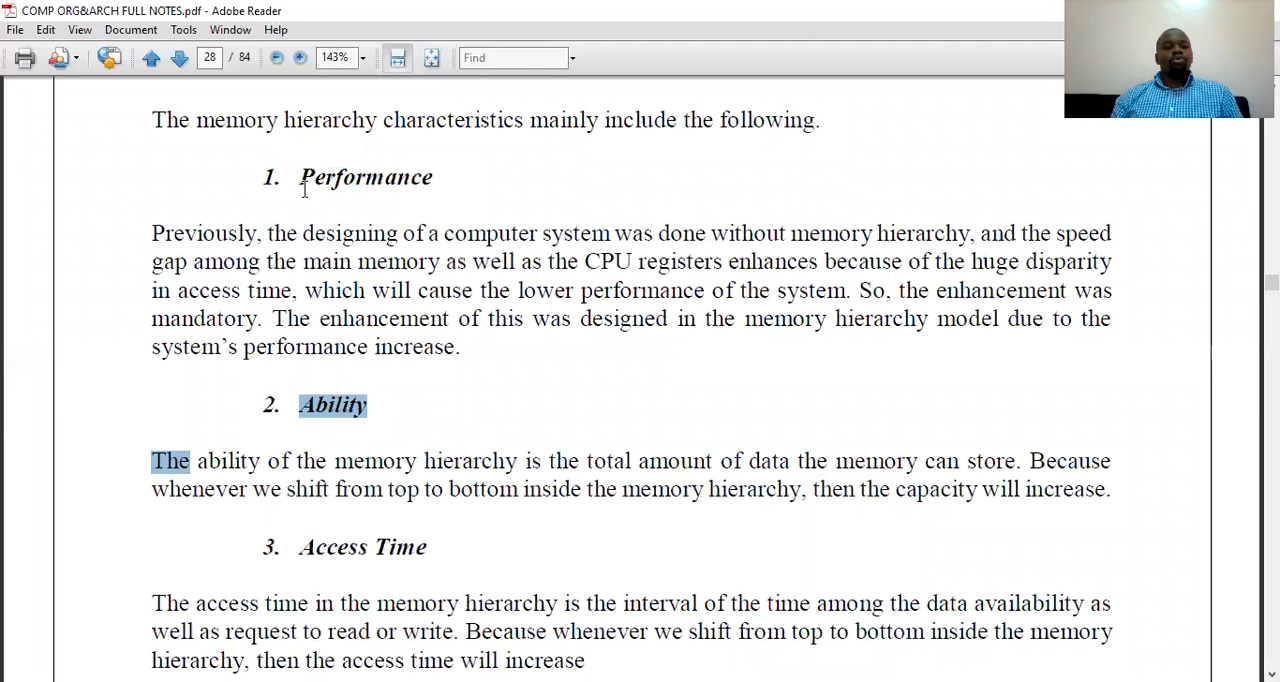 COMP ORG&ARCH FULL NOTES.pdf - Adobe Reader
File Edit View Document Tools Window Help
28 / 84 143% Find
The memory hierarchy characteristics mainly include the following.
1. Performance
Previously, the designing of a computer system was done without memory hierarchy, and the speed
gap among the main memory as well as the CPU registers enhances because of the huge disparity
in access time, which will cause the lower performance of the system. So, the enhancement was
mandatory. The enhancement of this was designed in the memory hierarchy model due to the
system’s performance increase.
2. Ability
The ability of the memory hierarchy is the total amount of data the memory can store. Because
whenever we shift from top to bottom inside the memory hierarchy, then the capacity will increase.
3. Access Time
The access time in the memory hierarchy is the interval of the time among the data availability as
well as request to read or write. Because whenever we shift from top to bottom inside the memory
hierarchy, then the access time will increase